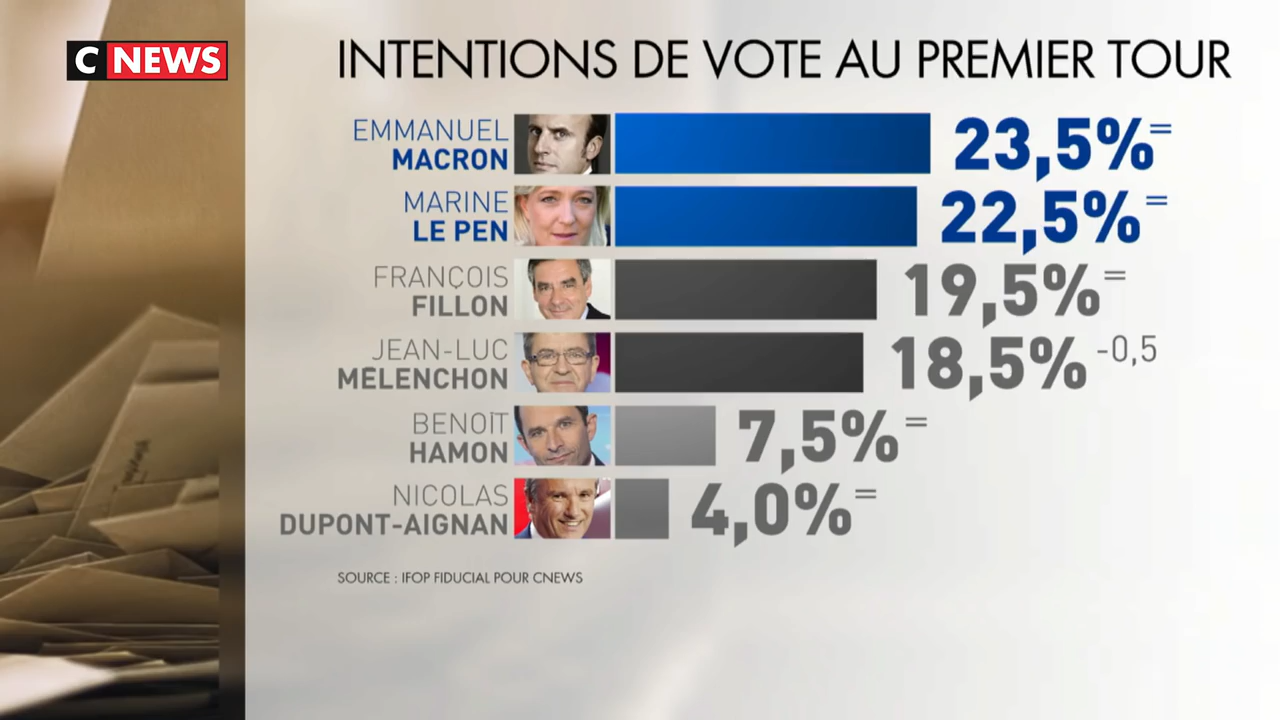 C NEWS
INTENTIONS DE VOTE AU PREMIER TOUR
EMMANUEL
MACRON
23,5% =
MARINE
LE PEN
22,5% =
FRANÇOIS
FILLON
19,5% =
JEAN-LUC
MÉLENCHON
18,5% -0,5
BENOÎT
HAMON
7,5% =
NICOLAS
DUPONT-AIGNAN
4,0% =
SOURCE : IFOP FIDUCIAL POUR CNEWS